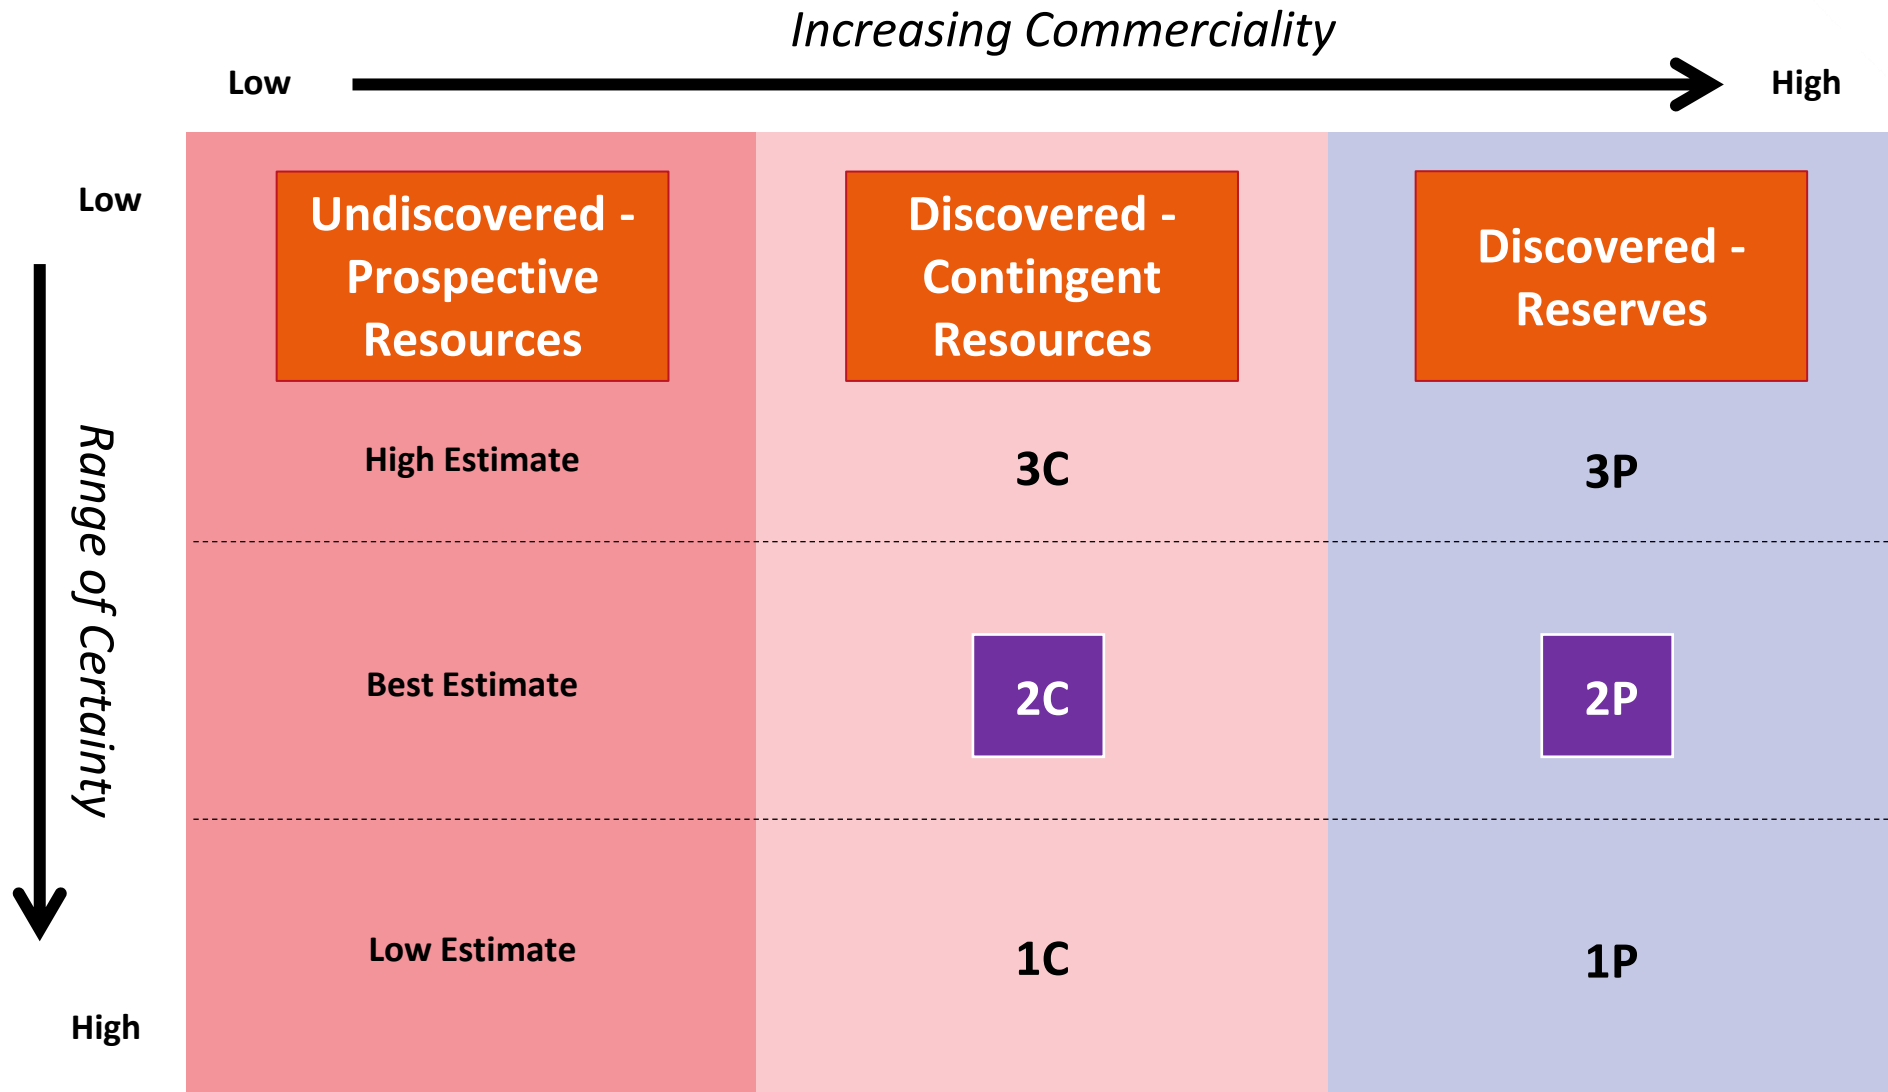 Increasing Commerciality
Low
High
Low
Undiscovered -
Prospective
Resources
Discovered -
Contingent
Resources
Discovered -
Reserves
Range of Certainty
High Estimate
3C
3P
Best Estimate
2C
2P
Low Estimate
1C
1P
High